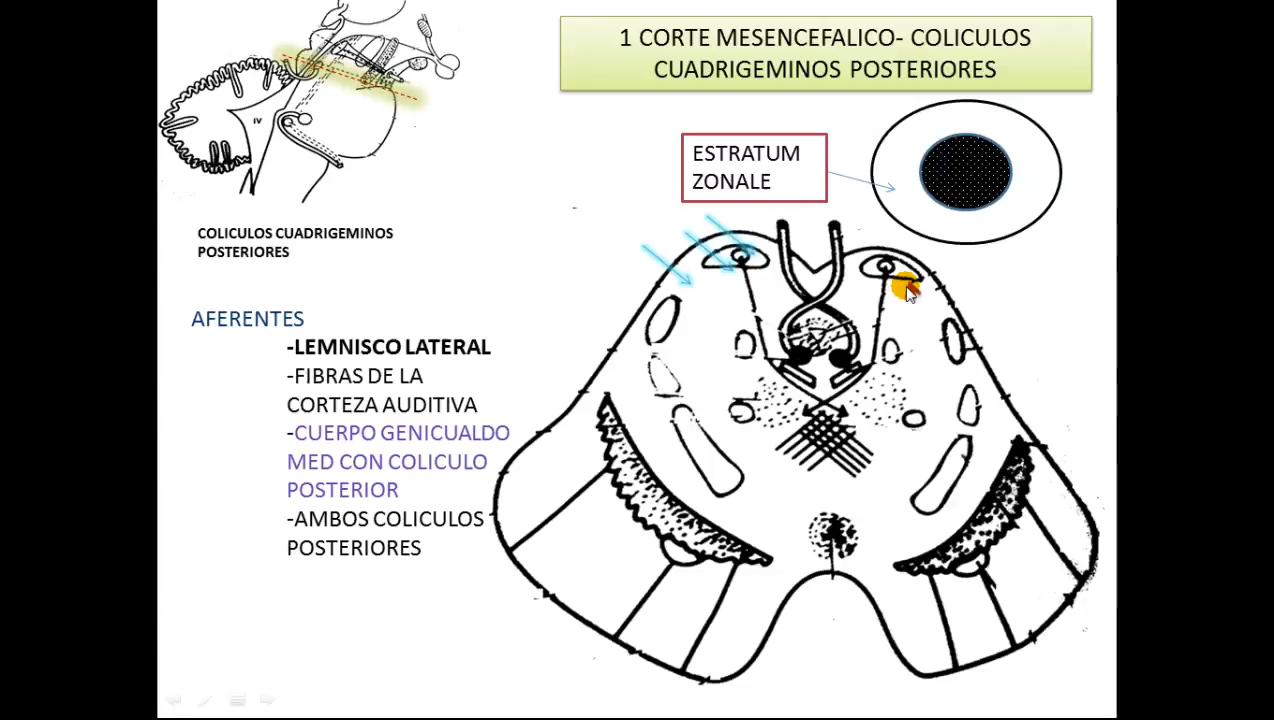 1 CORTE MESENCEFALICO- COLICULOS
CUADRIGEMINOS POSTERIORES
IV
ESTRATUM
ZONALE
COLICULOS CUADRIGEMINOS
POSTERIORES
AFERENTES
-LEMNISCO LATERAL
-FIBRAS DE LA
CORTEZA AUDITIVA
-CUERPO GENICUALDO
MED CON COLICULO
POSTERIOR
-AMBOS COLICULOS
POSTERIORES